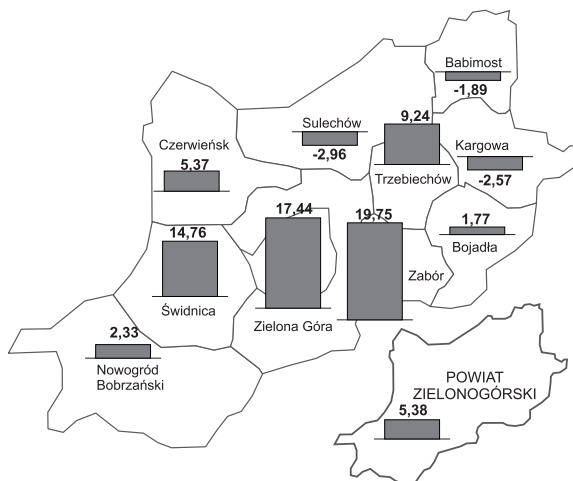 Babimost
-1,89
Sulechów
-2,96
9,24
Trzebiechów
Kargowa
-2,57
Czerwieńsk
5,37
17,44
19,75
1,77
Bojadła
14,76
Świdnica
Zabór
Zielona Góra
2,33
Nowogród
Bobrzański
POWIAT
ZIELONOGÓRSKI
5,38